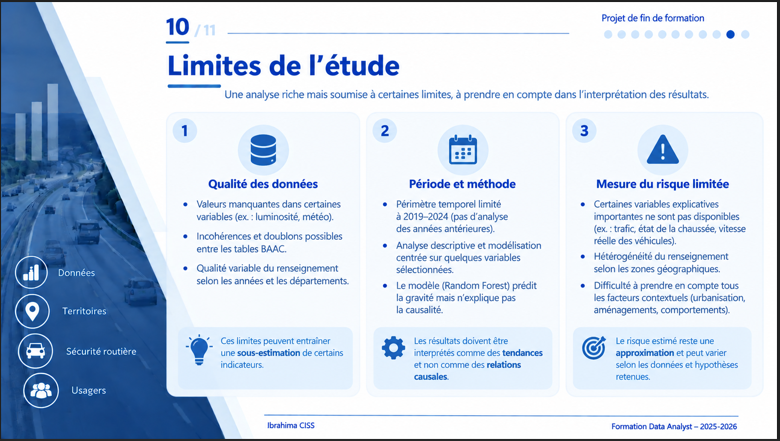 10 / 11
Projet de fin de formation
Limites de l'étude
Une analyse riche mais soumise à certaines limites, à prendre en compte dans l'interprétation des résultats.
1
Qualité des données
• Valeurs manquantes dans certaines
variables (ex. : luminosité, météo).
• Incohérences et doublons possibles
entre les tables BAAC.
• Qualité variable du renseignement
selon les années et les départements.
Ces limites peuvent entraîner
une sous-estimation de certains
indicateurs.
2
Période et méthode
• Périmètre temporel limité
à 2019–2024 (pas d'analyse
des années antérieures).
• Analyse descriptive et modélisation
centrée sur quelques variables
sélectionnées.
• Le modèle (Random Forest) prédit
la gravité mais n'explique pas
la causalité.
Les résultats doivent être
interprétés comme des tendances
et non comme des relations
causales.
3
Mesure du risque limitée
• Certaines variables explicatives
importantes ne sont pas disponibles
(ex. : trafic, état de la chaussée, vitesse
réelle des véhicules).
• Hétérogénéité du renseignement
selon les zones géographiques.
• Difficulté à prendre en compte tous
les facteurs contextuels (urbanisation,
aménagements, comportements).
Le risque estimé reste une
approximation et peut varier
selon les données et hypothèses
retenues.
Données
Territoires
Sécurité routière
Usagers
Ibrahima CISS
Formation Data Analyst – 2025-2026